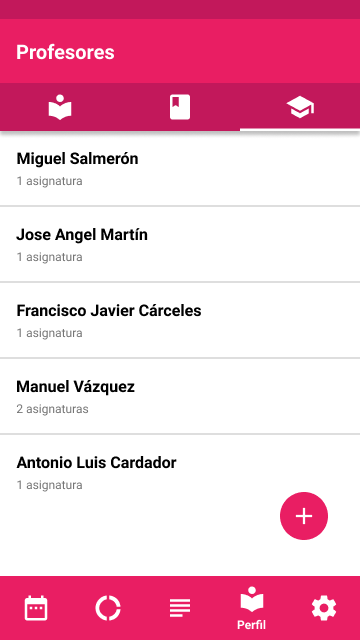 Profesores
Miguel Salmerón
1 asignatura
Jose Angel Martín
1 asignatura
Francisco Javier Cárceles
1 asignatura
Manuel Vázquez
2 asignaturas
Antonio Luis Cardador
1 asignatura
Perfil